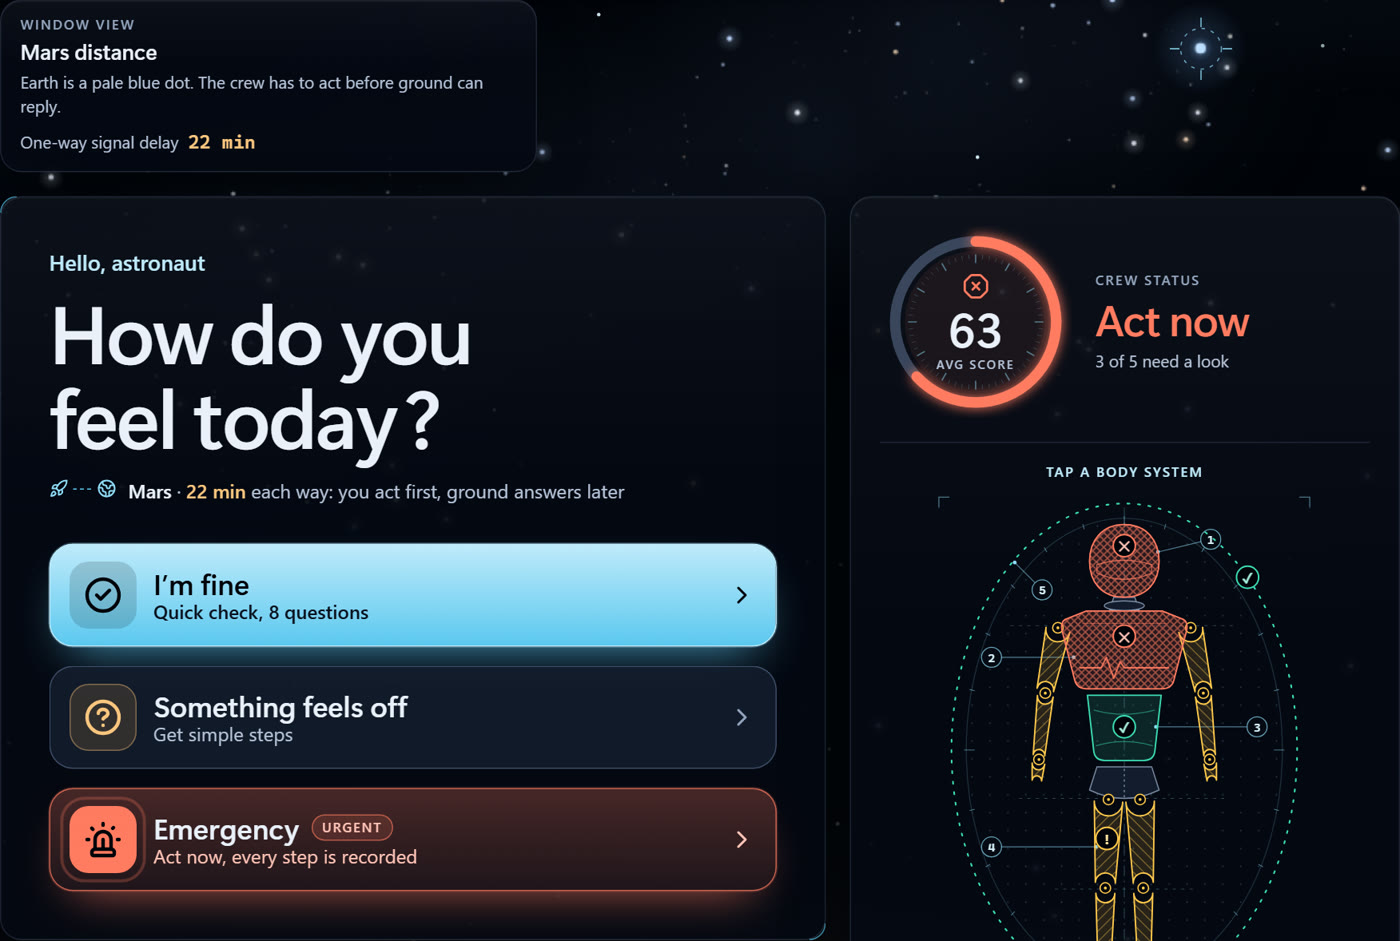 WINDOW VIEW
Mars distance
Earth is a pale blue dot. The crew has to act before ground can
reply.
One-way signal delay 22 min
Hello, astronaut
How do you
feel today?
Mars · 22 min each way: you act first, ground answers later
I'm fine
Quick check, 8 questions
Something feels off
Get simple steps
Emergency URGENT
Act now, every step is recorded
63
AVG SCORE
CREW STATUS
Act now
3 of 5 need a look
TAP A BODY SYSTEM
1
5
2
3
4